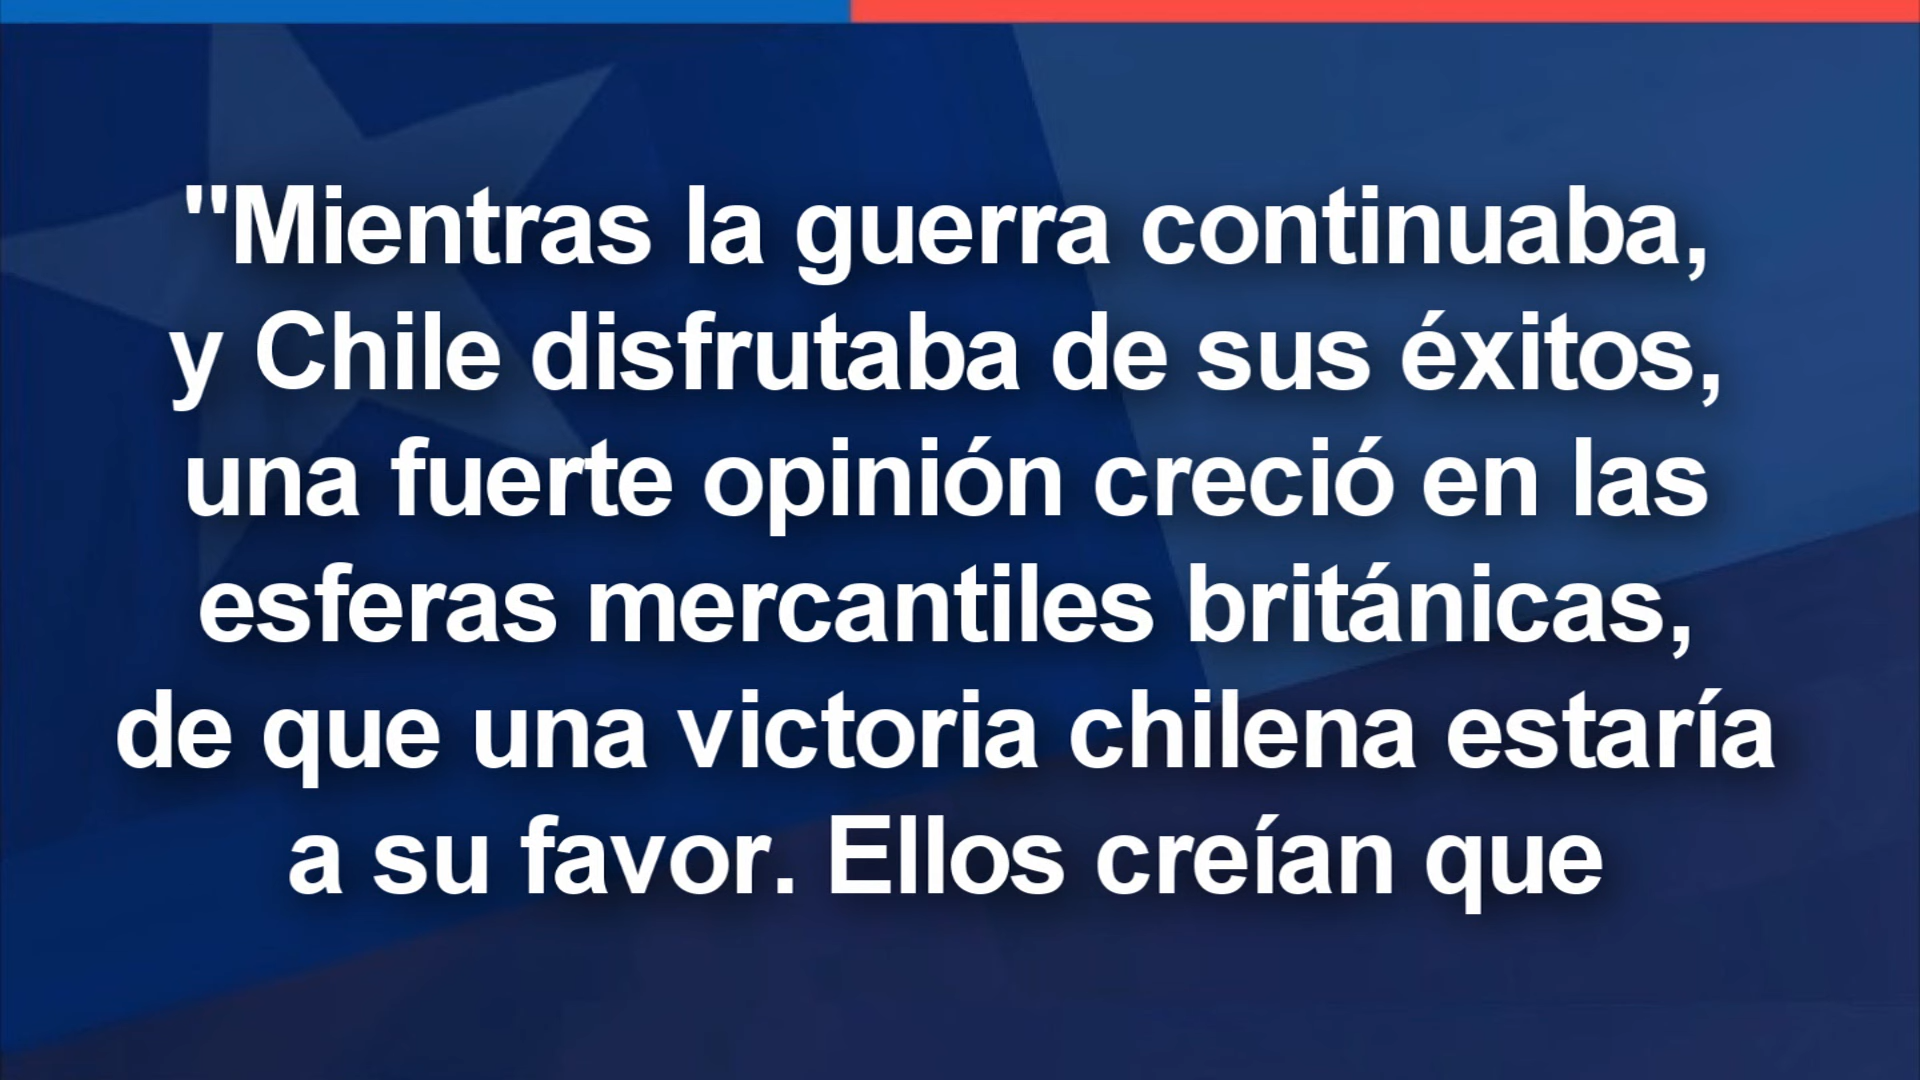 "Mientras la guerra continuaba,
y Chile disfrutaba de sus éxitos,
una fuerte opinión creció en las
esferas mercantiles británicas,
de que una victoria chilena estaría
a su favor. Ellos creían que